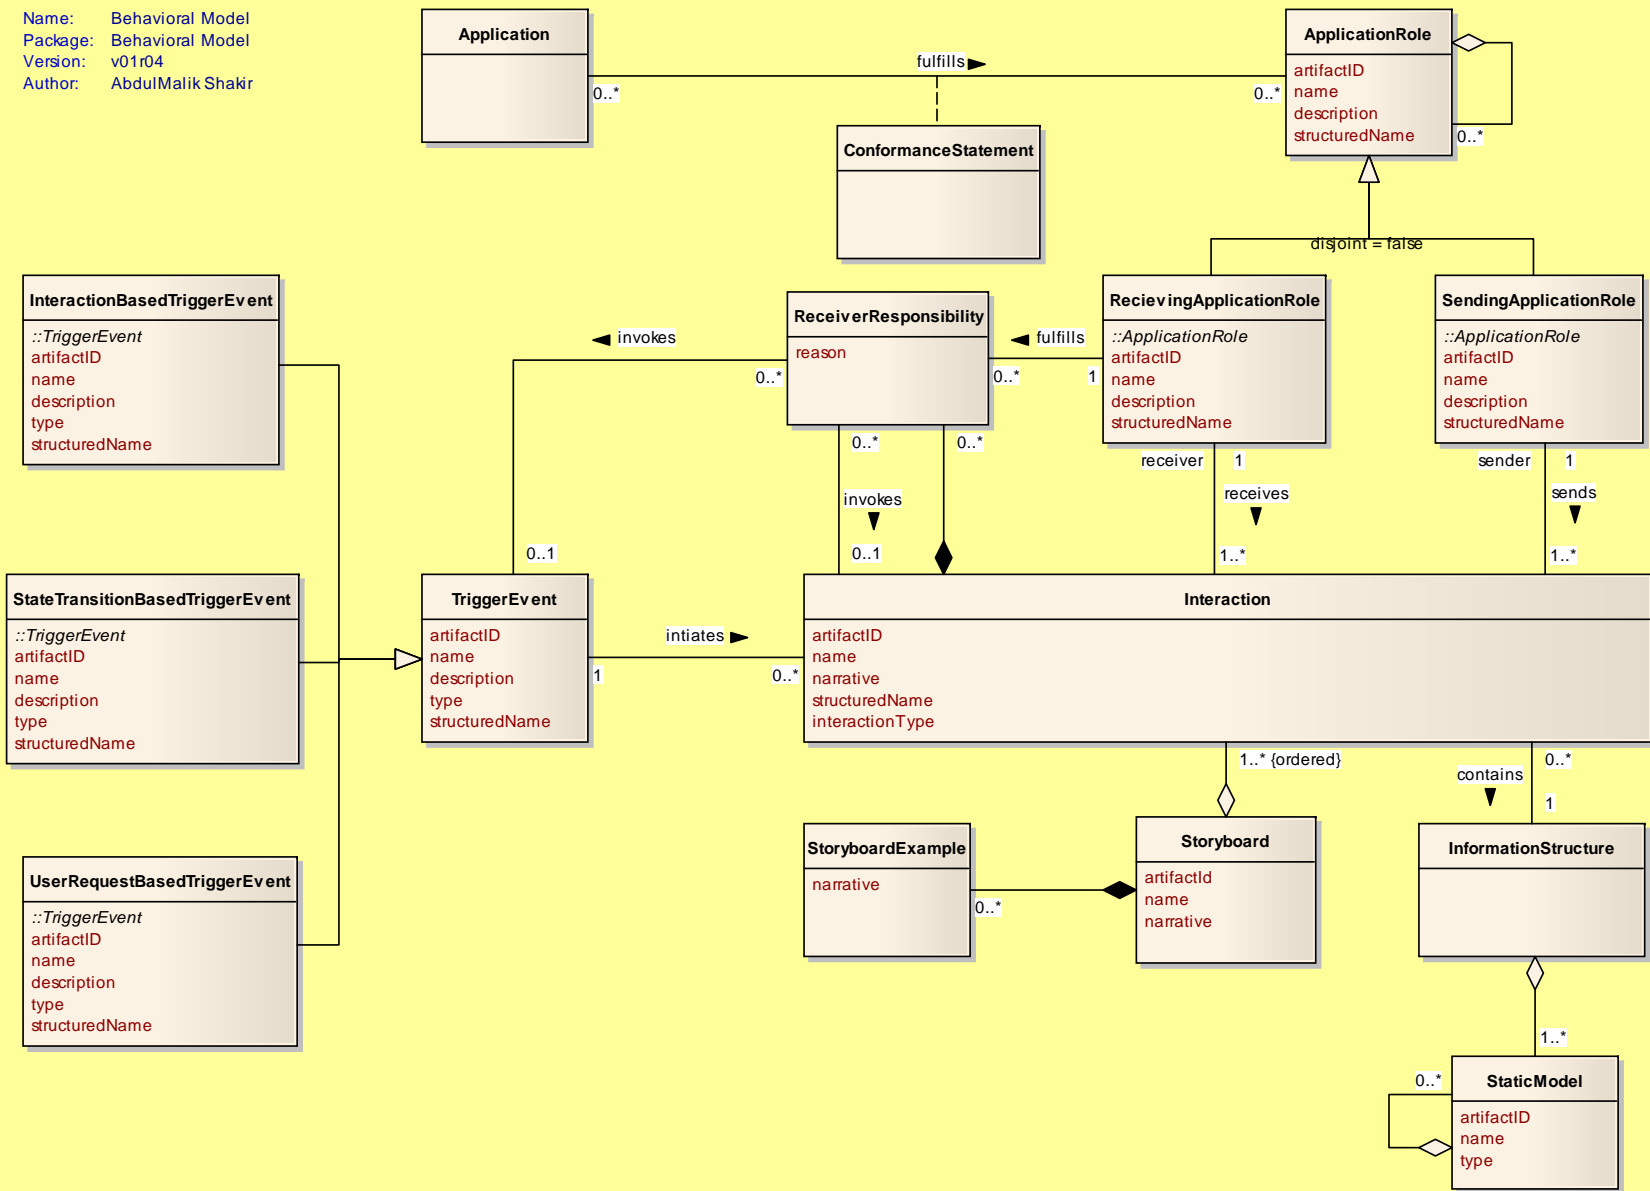 Name: Behavioral Model
Package: Behavioral Model
Version: v01r04
Author: AbdulMalik Shakir
Application
fulfills
0..*
0..*
ApplicationRole
artifactID
name
description
structuredName
0..*
ConformanceStatement
disjoint = false
InteractionBasedTriggerEvent
::TriggerEvent
artifactID
name
description
type
structuredName
invokes
0..*
ReceiverResponsibility
reason
fulfills
0..*
1
RecievingApplicationRole
::ApplicationRole
artifactID
name
description
structuredName
SendingApplicationRole
::ApplicationRole
artifactID
name
description
structuredName
0..*
0..*
receiver
1
sender
1
invokes
receives
sends
0..1
0..1
1..*
1..*
StateTransitionBasedTriggerEvent
::TriggerEvent
artifactID
name
description
type
structuredName
TriggerEvent
artifactID
name
description
type
structuredName
intiates
1
0..*
Interaction
artifactID
name
narrative
structuredName
interactionType
1..* {ordered}
0..*
contains
1
UserRequestBasedTriggerEvent
::TriggerEvent
artifactID
name
description
type
structuredName
StoryboardExample
narrative
0..*
Storyboard
artifactId
name
narrative
InformationStructure
1..*
0..*
StaticModel
artifactID
name
type